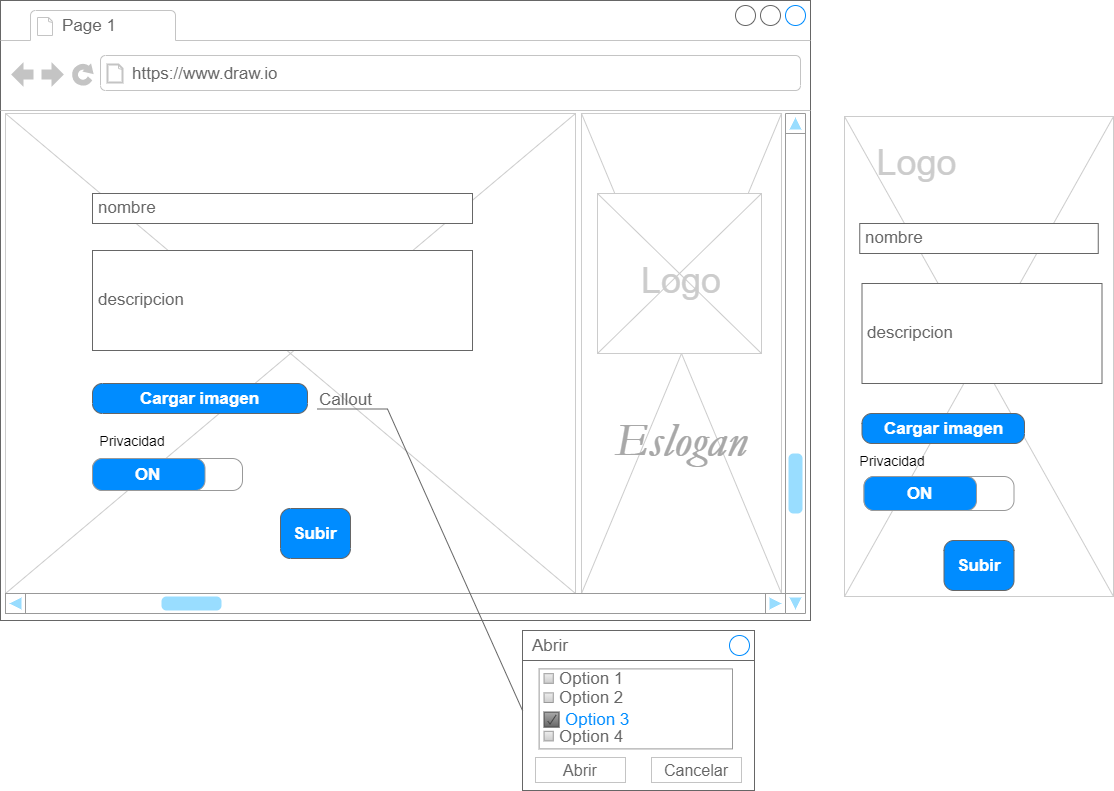 Page 1
https://www.draw.io
nombre
descripcion
Cargar imagen
Callout
Privacidad
ON
Subir
Logo
Eslogan
Logo
nombre
descripcion
Cargar imagen
Privacidad
ON
Subir
Abrir
Option 1
Option 2
Option 3
Option 4
Abrir
Cancelar